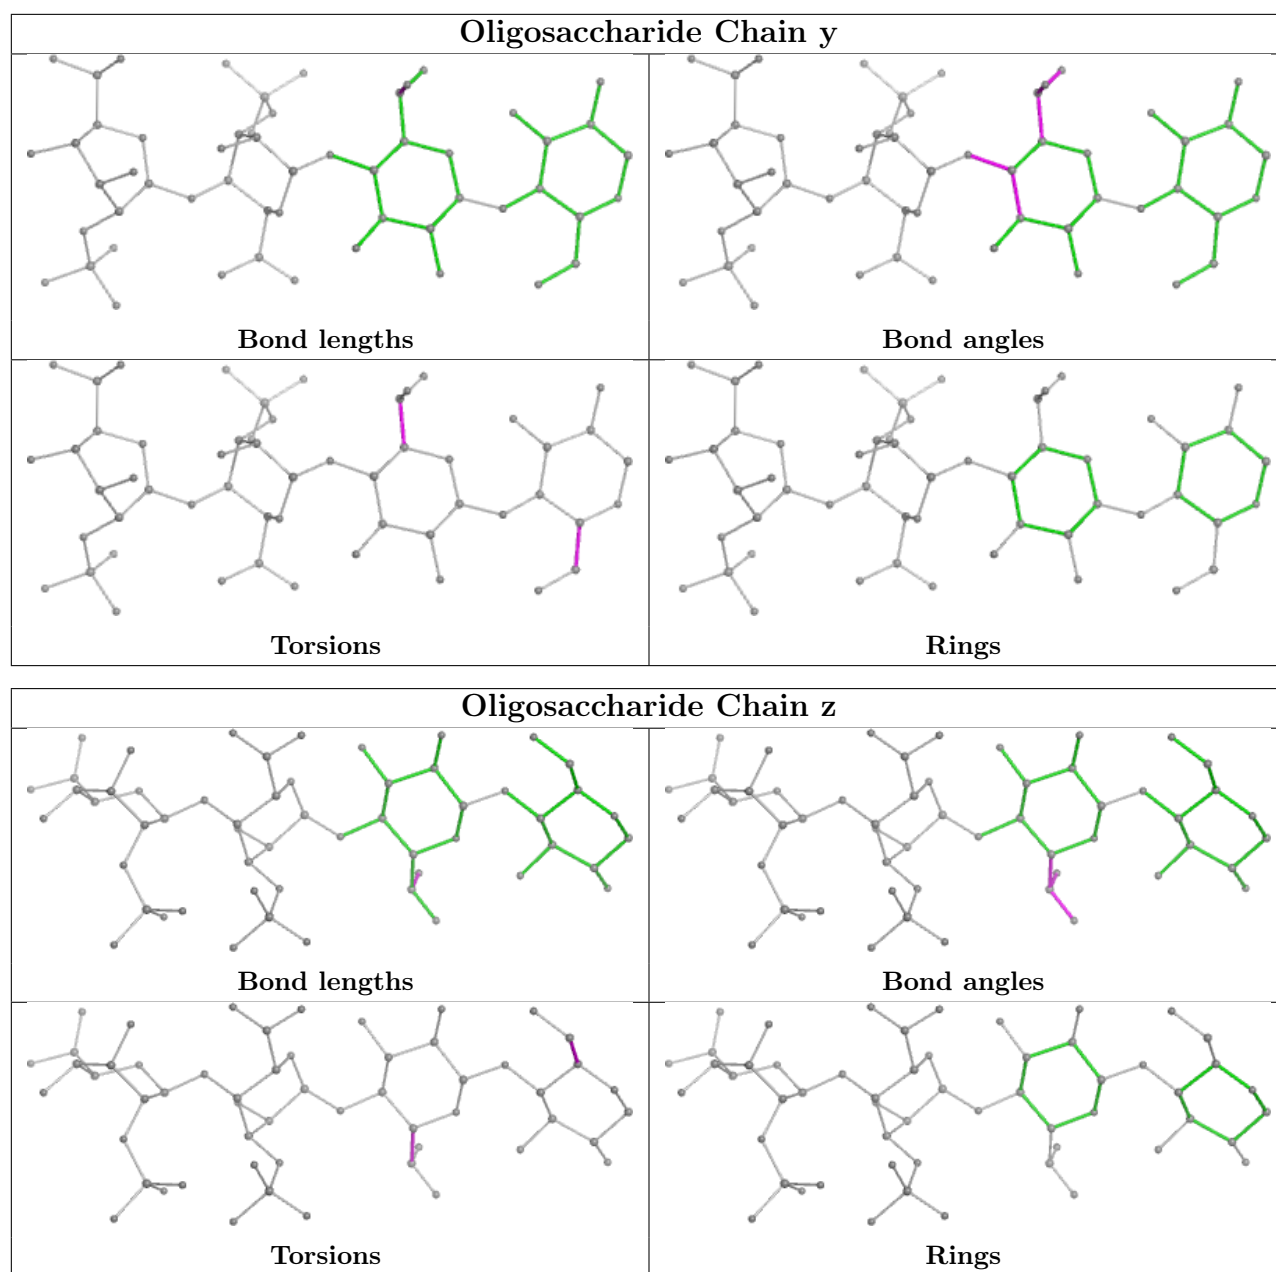 Oligosaccharide Chain y
Bond lengths
Bond angles
Torsions
Rings
Oligosaccharide Chain z
Bond lengths
Bond angles
Torsions
Rings